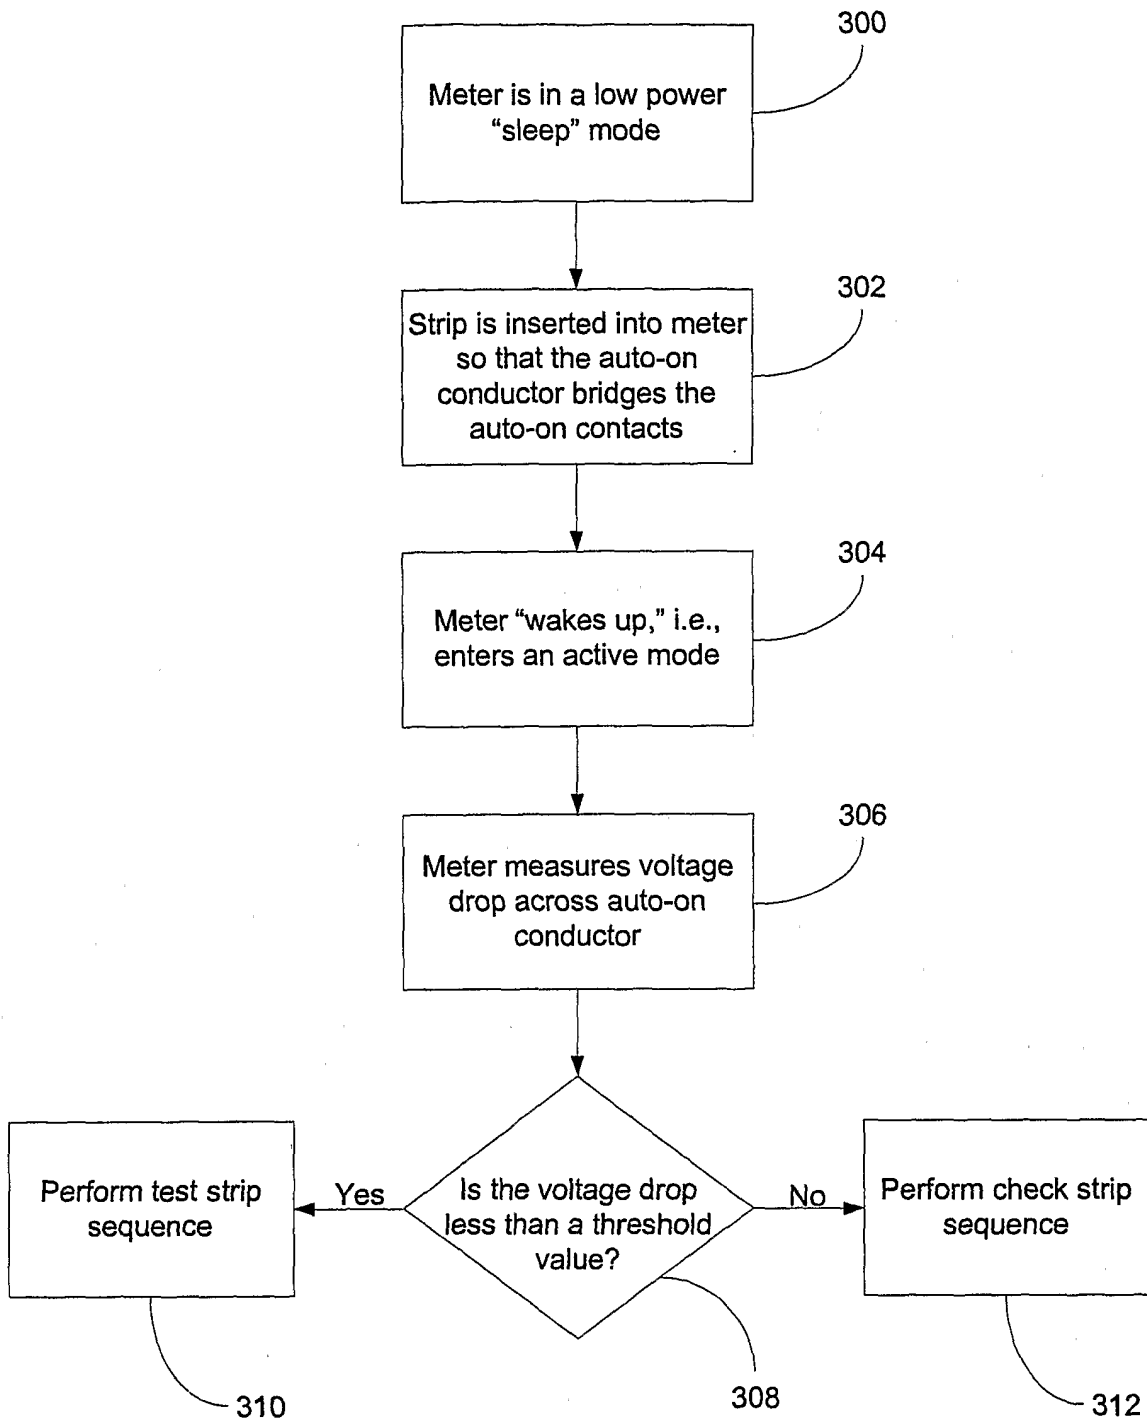 300
Meter is in a low power
“sleep” mode
302
Strip is inserted into meter
so that the auto-on
conductor bridges the
auto-on contacts
304
Meter “wakes up,” i.e.,
enters an active mode
306
Meter measures voltage
drop across auto-on
conductor
Perform test strip
sequence
Yes
Is the voltage drop
less than a threshold
value?
No
Perform check strip
sequence
310
308
312